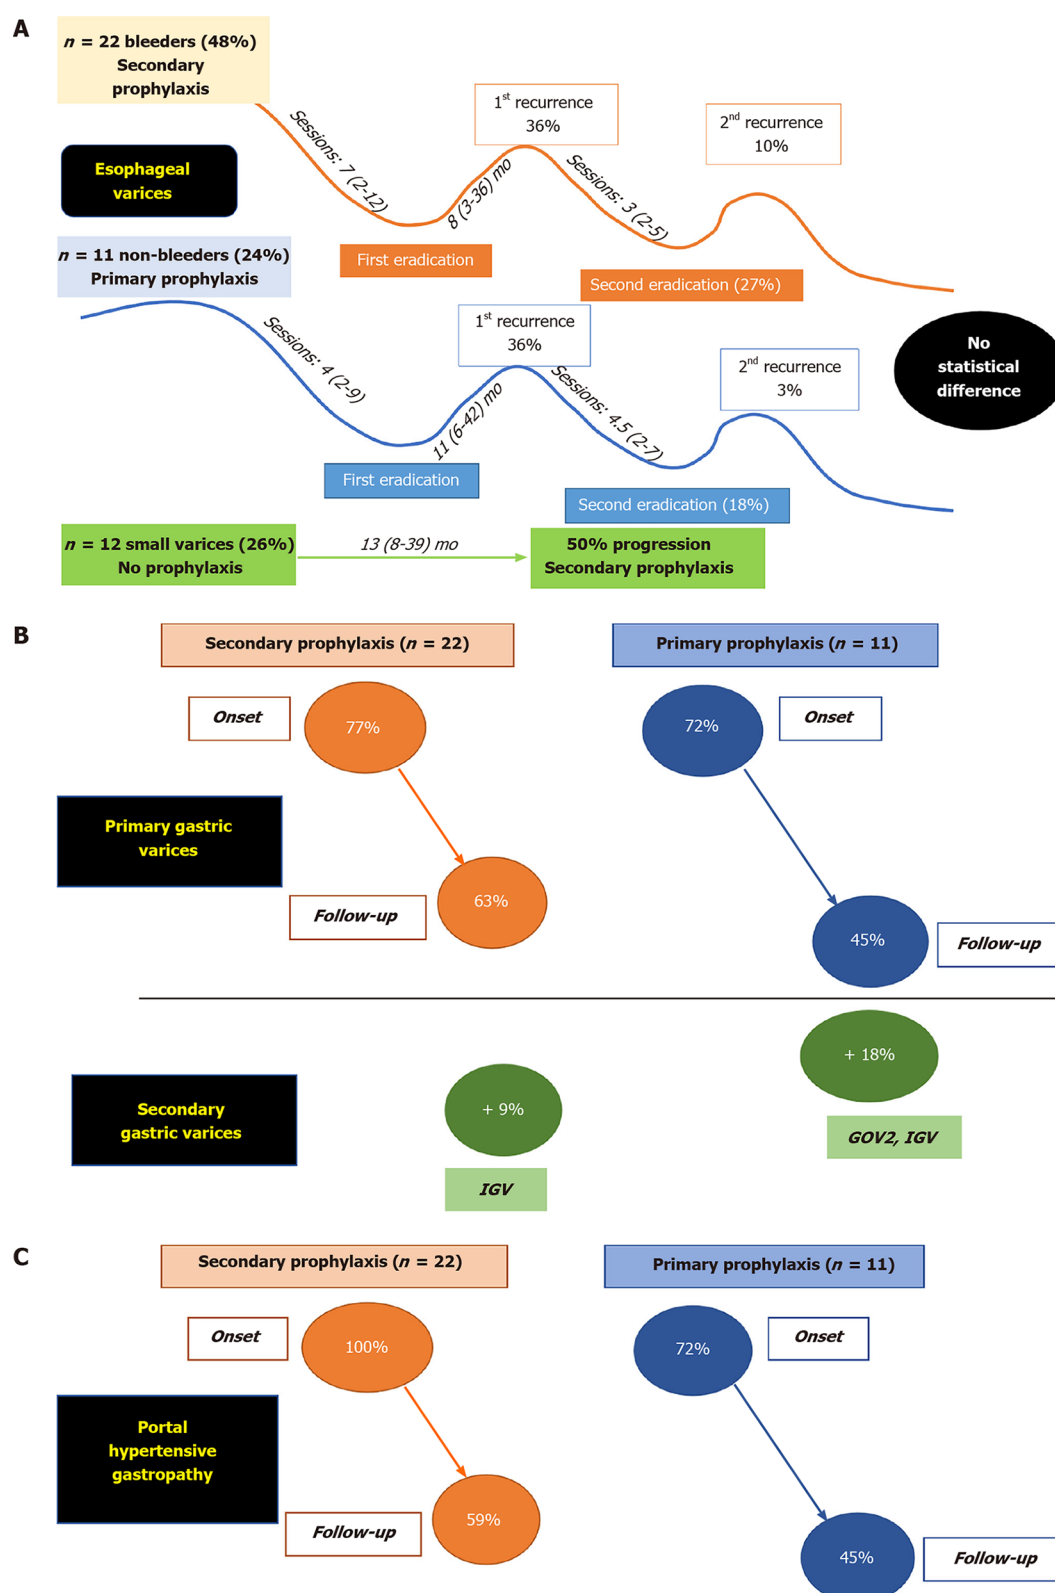 A
n = 22 bleeders (48%)
Secondary
prophylaxis
Sessions: 7 (2-12)
8 (3-36) mo
1st recurrence
36%
Sessions: 3 (2-5)
2nd recurrence
10%
Esophageal
varices
First eradication
Second eradication (27%)
n = 11 non-bleeders (24%)
Primary prophylaxis
Sessions: 4 (2-9)
11 (6-42) mo
1st recurrence
36%
Sessions: 4.5 (2-7)
2nd recurrence
3%
No
statistical
difference
First eradication
Second eradication (18%)
n = 12 small varices (26%)
No prophylaxis
13 (8-39) mo
50% progression
Secondary prophylaxis
B
Secondary prophylaxis (n = 22)
Primary prophylaxis (n = 11)
Onset
77%
72%
Onset
Primary gastric
varices
63%
Follow-up
45%
Follow-up
+ 18%
Secondary
gastric varices
+ 9%
GOV2, IGV
IGV
C
Secondary prophylaxis (n = 22)
Primary prophylaxis (n = 11)
Onset
100%
72%
Onset
Portal
hypertensive
gastropathy
59%
Follow-up
45%
Follow-up